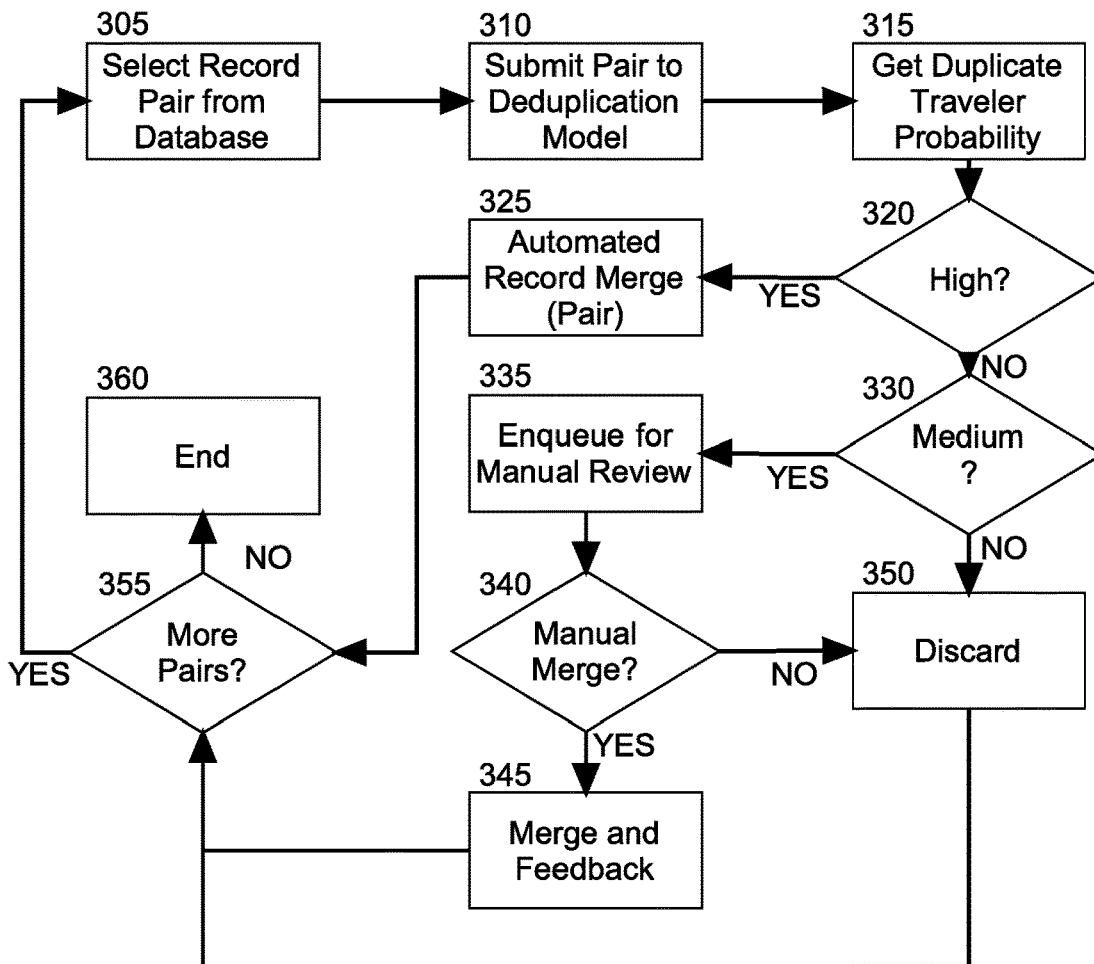 305
Select Record
Pair from
Database
310
Submit Pair to
Deduplication
Model
315
Get Duplicate
Traveler
Probability
320
High?
YES
NO
325
Automated
Record Merge
(Pair)
330
Medium
?
YES
NO
335
Enqueue for
Manual Review
340
Manual
Merge?
NO
YES
345
Merge and
Feedback
350
Discard
355
More
Pairs?
YES
NO
360
End